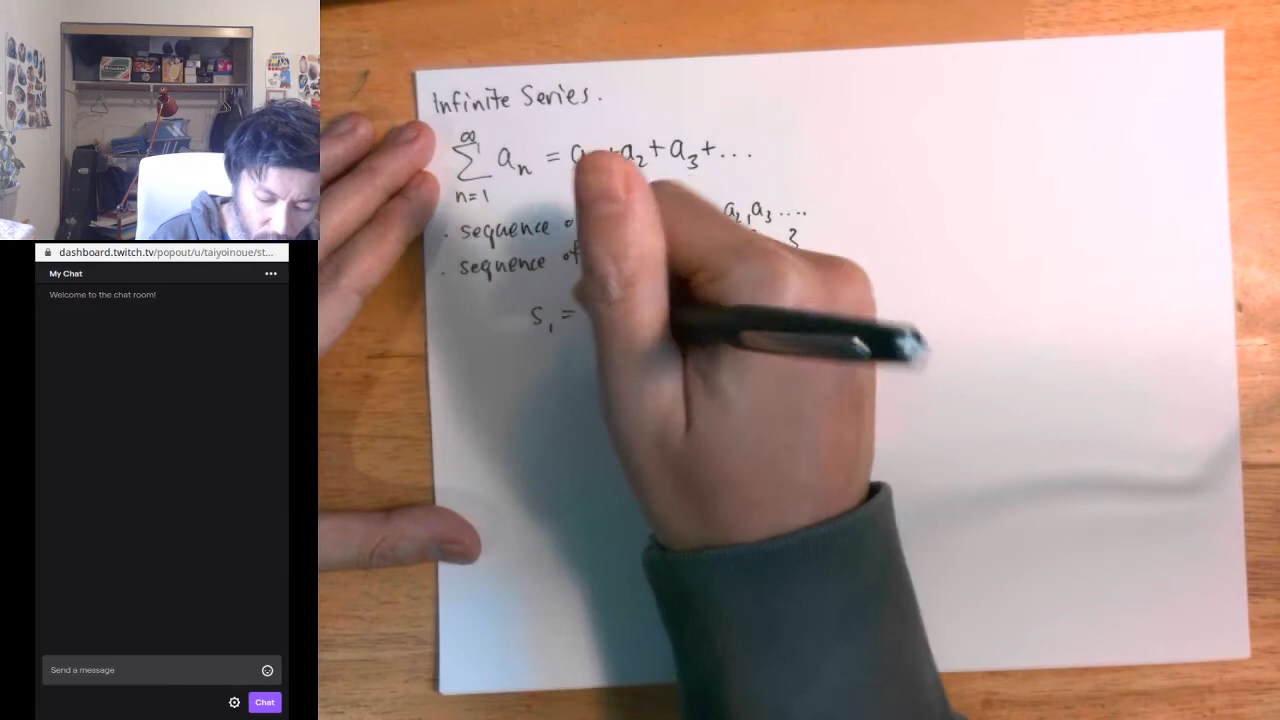 dashboard.twitch.tv/popout/u/taiyoinoue/st...
My Chat
Welcome to the chat room!
Send a message
Chat
Infinite Series.
∞
∑ aₙ = a + a₂ + a₃ + ...
n=1
. sequence a₂, a₃ ....
. sequence of 3
S₁ =